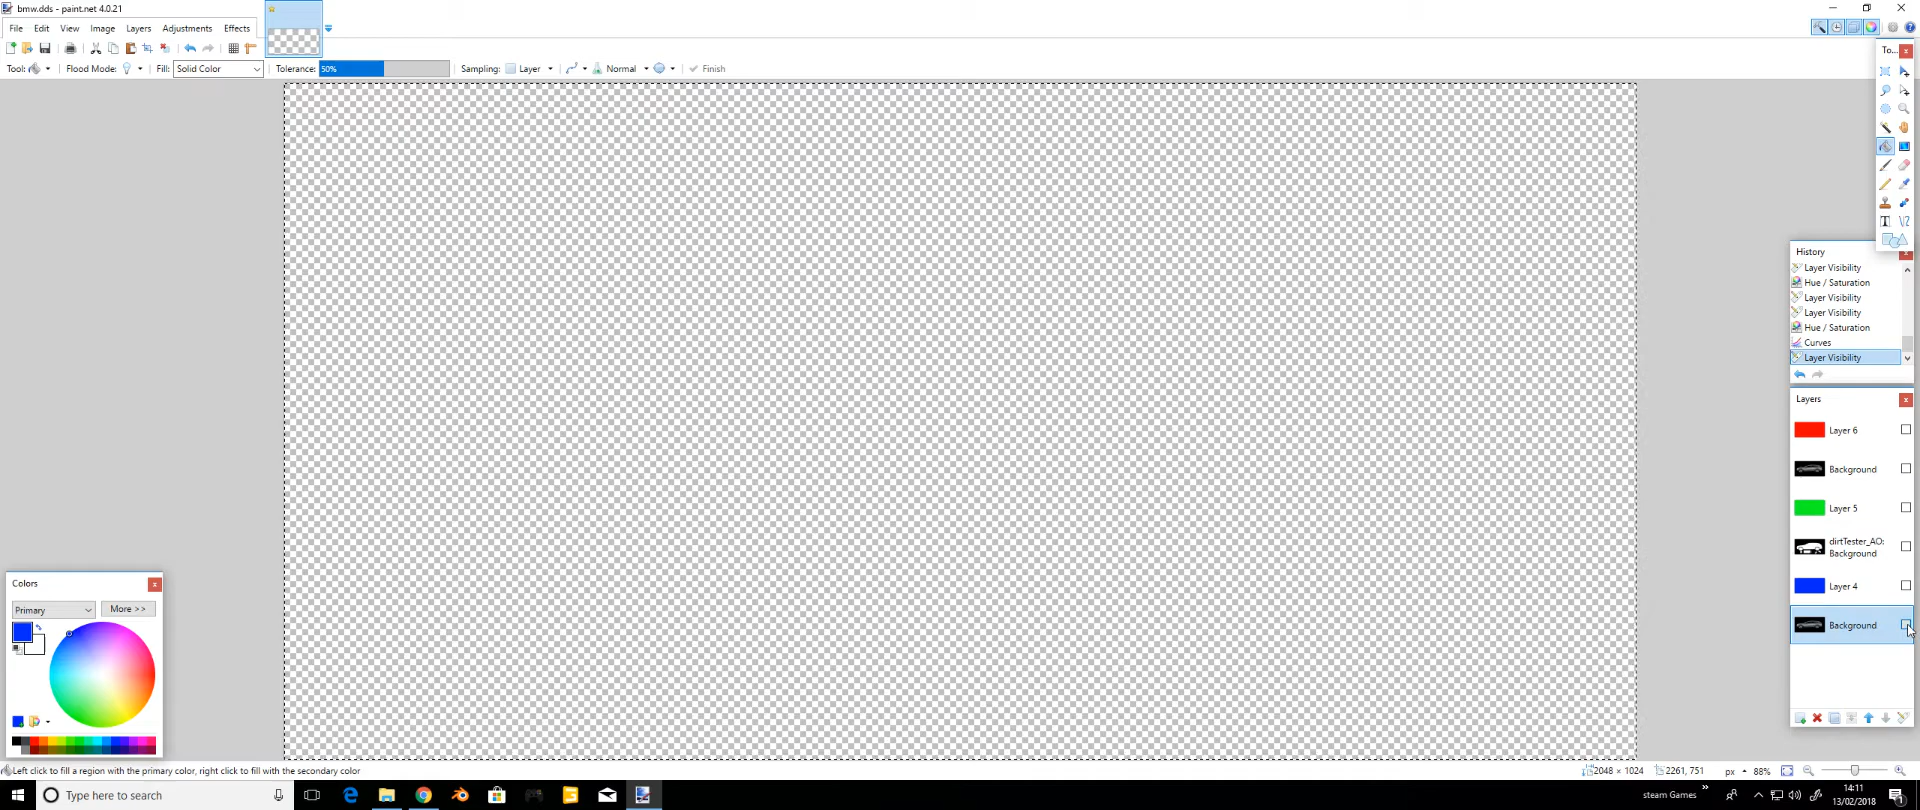 bmw.dds - paint.net 4.0.21
File Edit View Image Layers Adjustments Effects
Tool: Flood Mode: Fill: Solid Color Tolerance: 50% Sampling: Layer Normal Finish
To...
History
Layer Visibility
Hue / Saturation
Layer Visibility
Layer Visibility
Hue / Saturation
Curves
Layer Visibility
Layers
Layer 6
Background
Layer 5
dirtTester_AO:
Background
Layer 4
Background
Colors
Primary More >>
Left click to fill a region with the primary color, right click to fill with the secondary color
2048 × 1024 2261, 751 px 88%
Type here to search
steam Games
14:11
13/02/2018